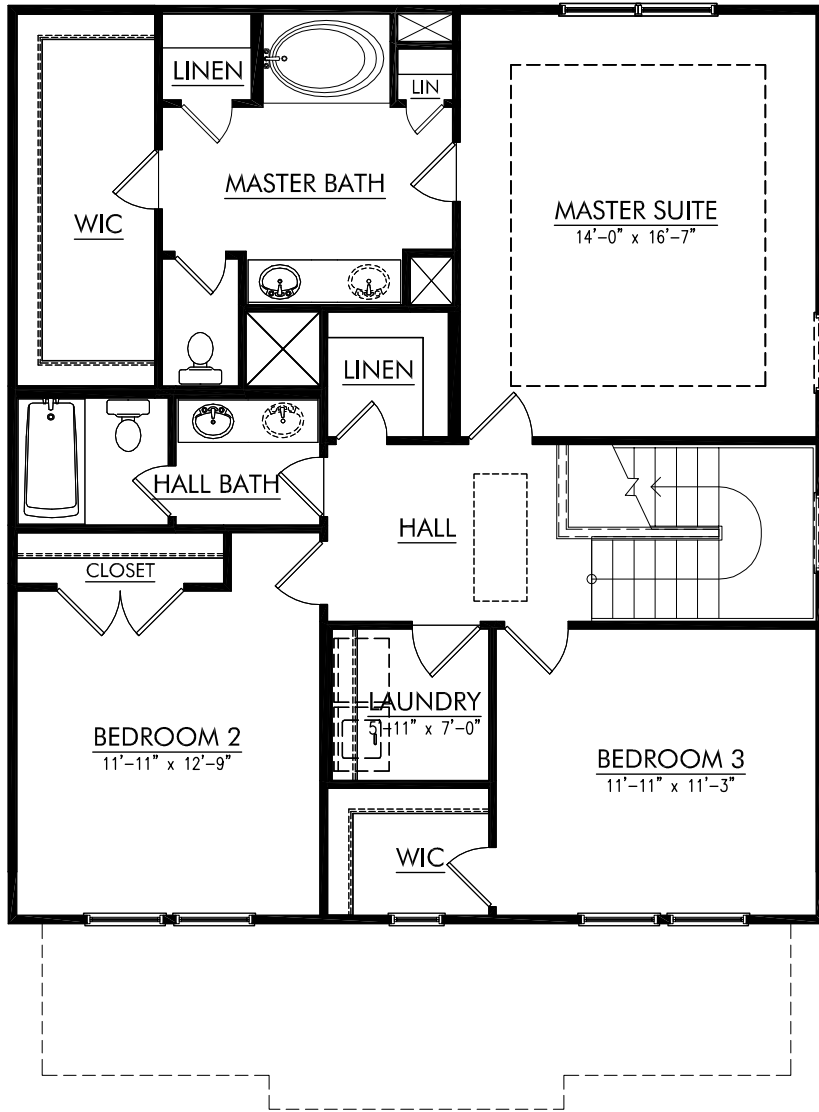 LINEN
LIN
MASTER BATH
WIC
MASTER SUITE
14'-0" x 16'-7"
LINEN
HALL BATH
HALL
CLOSET
LAUNDRY
5'-11" x 7'-0"
BEDROOM 2
11'-11" x 12'-9"
BEDROOM 3
11'-11" x 11'-3"
WIC